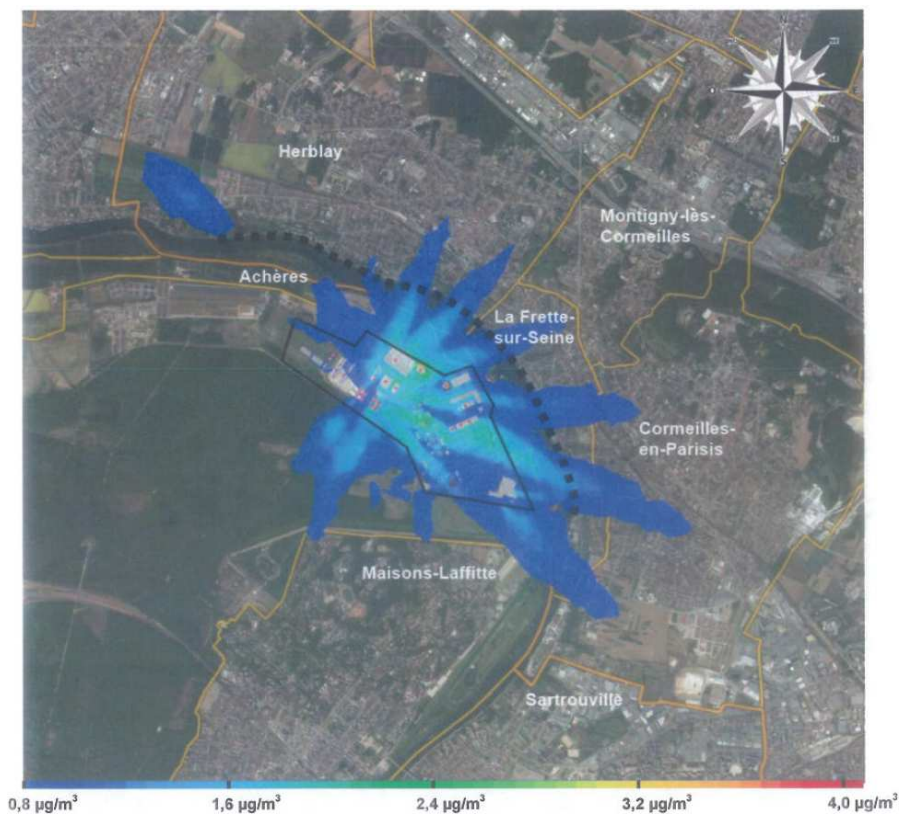 Herblay
Montigny-lès-
Cormeilles
Achères
La Frette-
sur-Seine
Cormeilles-
en-Parisis
Maisons-Laffitte
Sartrouville
0,8 µg/m³ 1,6 µg/m³ 2,4 µg/m³ 3,2 µg/m³ 4,0 µg/m³